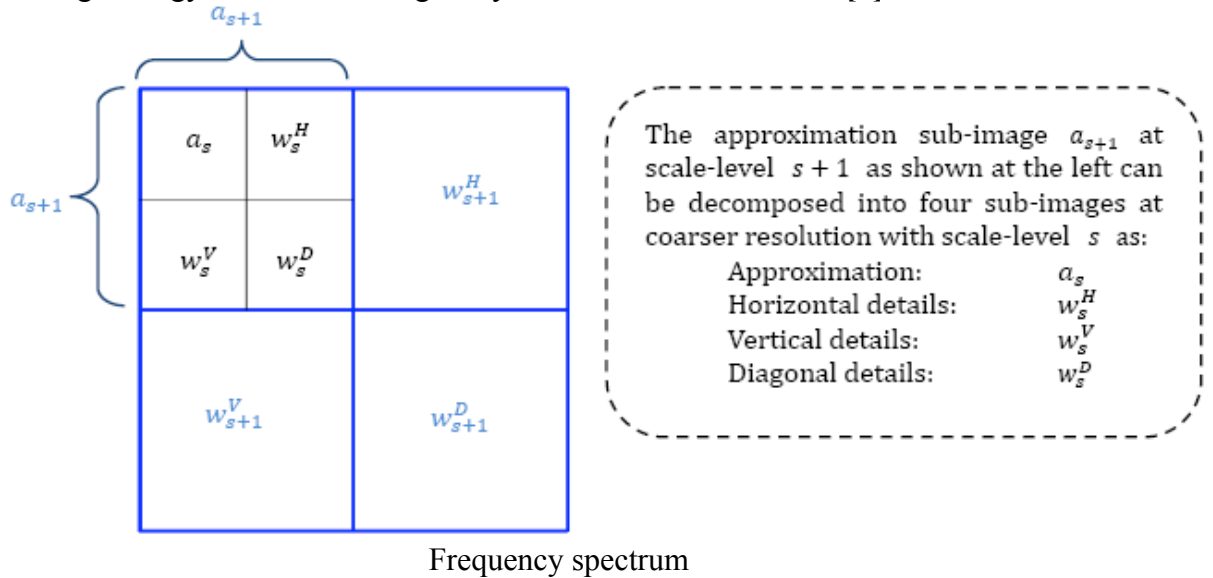 a_{s+1}
a_s w_s^H
w_{s+1}^H
a_{s+1}
w_s^V w_s^D
w_{s+1}^V w_{s+1}^D
The approximation sub-image a_{s+1} at
scale-level s + 1 as shown at the left can
be decomposed into four sub-images at
coarser resolution with scale-level s as:
Approximation: a_s
Horizontal details: w_s^H
Vertical details: w_s^V
Diagonal details: w_s^D
Frequency spectrum